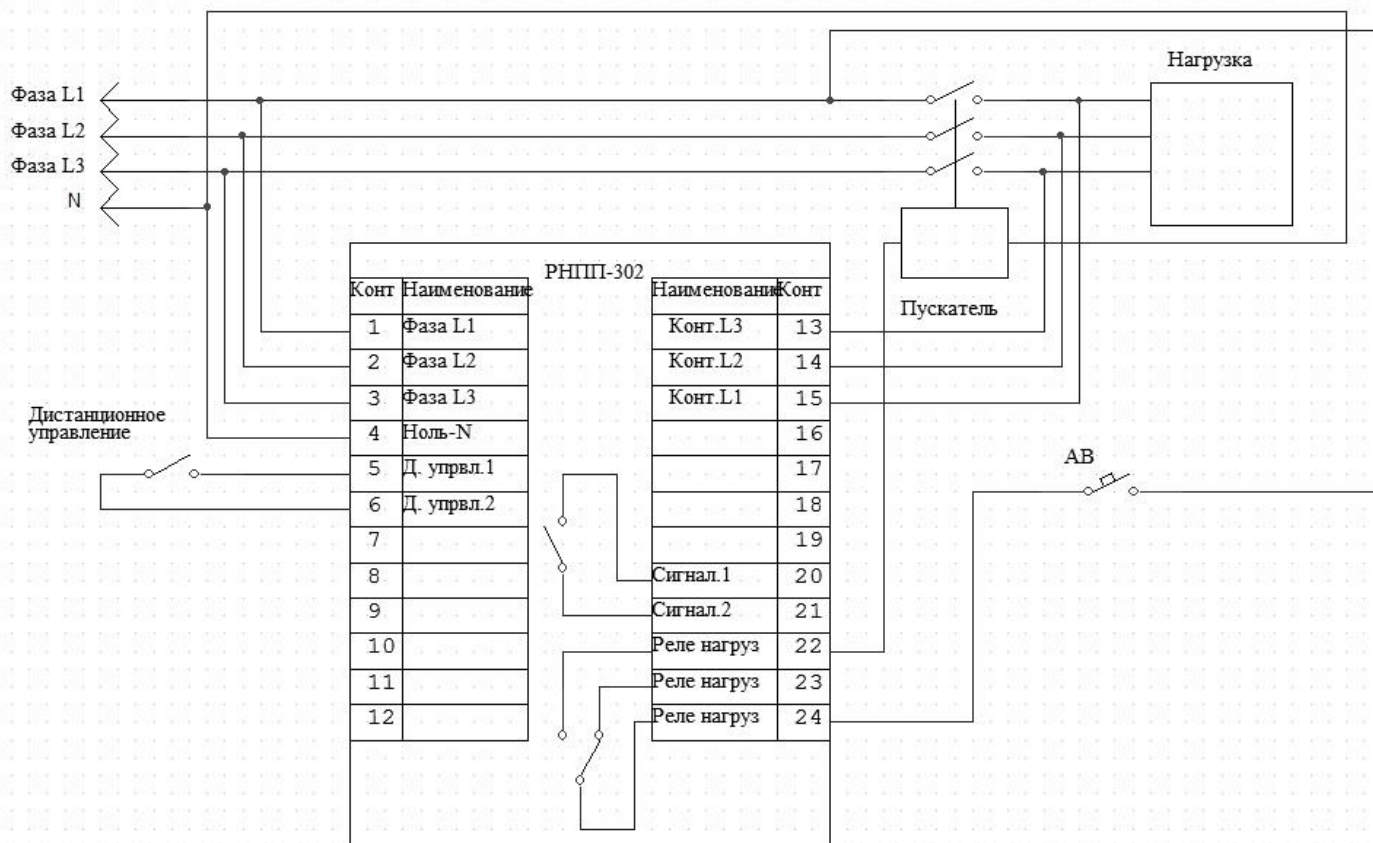 Нагрузка
Фаза L1
Фаза L2
Фаза L3
N
РНПП-302
Пускатель
Конт Наименование
Наименование Конт
1 Фаза L1
Конт.L3 13
2 Фаза L2
Конт.L2 14
3 Фаза L3
Конт.L1 15
Дистанционное
управление
4 Ноль-N
16
5 Д. упрвл.1
17
АВ
6 Д. упрвл.2
18
7
19
8
Сигнал.1 20
9
Сигнал.2 21
10
Реле нагруз 22
11
Реле нагруз 23
12
Реле нагруз 24